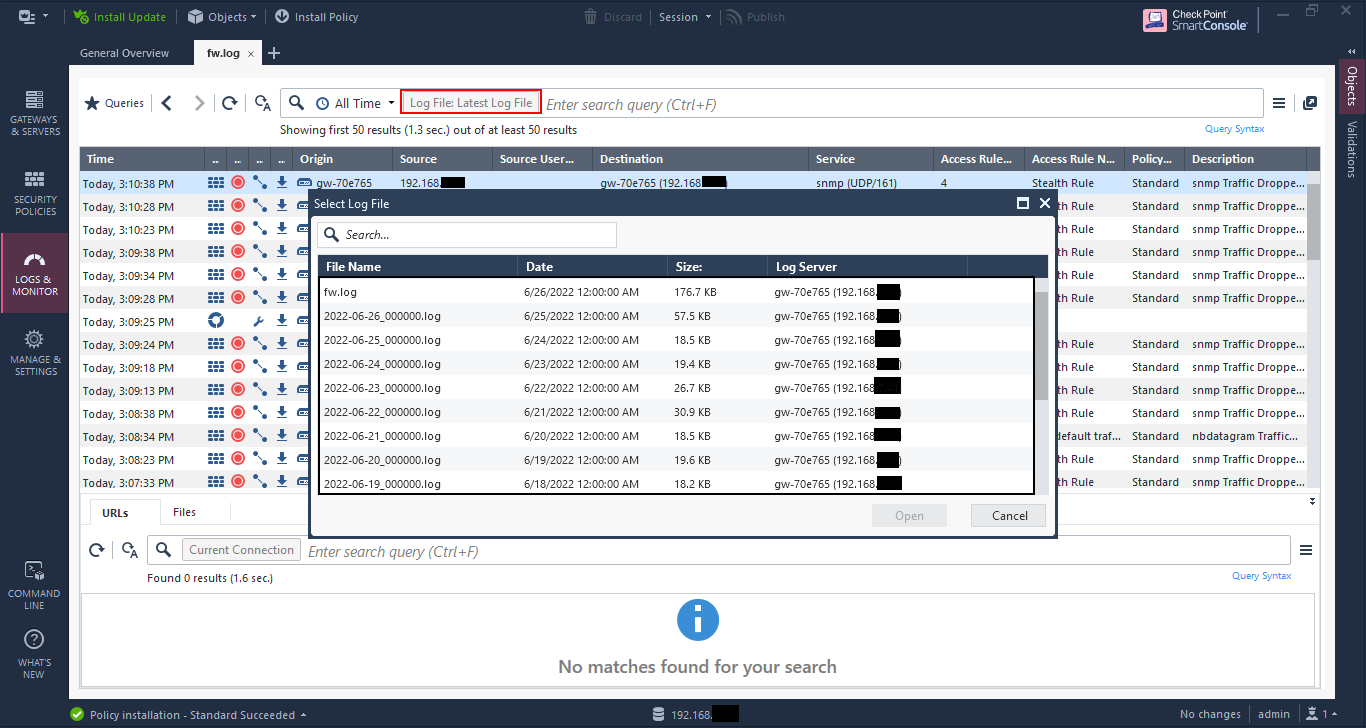 Install Update Objects Install Policy Discard Session Publish Check Point SmartConsole
General Overview fw.log × +
Objects
Validations
GATEWAYS & SERVERS
SECURITY POLICIES
LOGS & MONITOR
MANAGE & SETTINGS
COMMAND LINE
WHAT'S NEW
Queries All Time Log File: Latest Log File Enter search query (Ctrl+F)
Showing first 50 results (1.3 sec.) out of at least 50 results Query Syntax
Time ... ... ... ... Origin Source Source User... Destination Service Access Rule... Access Rule N... Policy... Description
Today, 3:10:38 PM gw-70e765 192.168. gw-70e765 (192.168. ) snmp (UDP/161) 4 Stealth Rule Standard snmp Traffic Droppe...
Today, 3:10:28 PM th Rule Standard snmp Traffic Droppe...
Today, 3:10:23 PM th Rule Standard snmp Traffic Droppe...
Today, 3:09:38 PM th Rule Standard snmp Traffic Droppe...
Today, 3:09:34 PM th Rule Standard snmp Traffic Droppe...
Today, 3:09:28 PM th Rule Standard snmp Traffic Droppe...
Today, 3:09:25 PM
Today, 3:09:24 PM th Rule Standard snmp Traffic Droppe...
Today, 3:09:18 PM th Rule Standard snmp Traffic Droppe...
Today, 3:09:13 PM th Rule Standard snmp Traffic Droppe...
Today, 3:08:38 PM th Rule Standard snmp Traffic Droppe...
Today, 3:08:34 PM default traf... Standard nbdatagram Traffic...
Today, 3:08:23 PM th Rule Standard snmp Traffic Droppe...
Today, 3:07:33 PM th Rule Standard snmp Traffic Droppe...
Select Log File
Search...
File Name Date Size: Log Server
fw.log 6/26/2022 12:00:00 AM 176.7 KB gw-70e765 (192.168. )
2022-06-26_000000.log 6/25/2022 12:00:00 AM 57.5 KB gw-70e765 (192.168. )
2022-06-25_000000.log 6/24/2022 12:00:00 AM 18.5 KB gw-70e765 (192.168.
2022-06-24_000000.log 6/23/2022 12:00:00 AM 19.4 KB gw-70e765 (192.168. )
2022-06-23_000000.log 6/22/2022 12:00:00 AM 26.7 KB gw-70e765 (192.168.
2022-06-22_000000.log 6/21/2022 12:00:00 AM 30.9 KB gw-70e765 (192.168. )
2022-06-21_000000.log 6/20/2022 12:00:00 AM 18.5 KB gw-70e765 (192.168.
2022-06-20_000000.log 6/19/2022 12:00:00 AM 19.6 KB gw-70e765 (192.168. )
2022-06-19_000000.log 6/18/2022 12:00:00 AM 18.2 KB gw-70e765 (192.168.
Open Cancel
URLs Files
Current Connection Enter search query (Ctrl+F)
Found 0 results (1.6 sec.) Query Syntax
No matches found for your search
Policy installation - Standard Succeeded 192.168. No changes admin 1